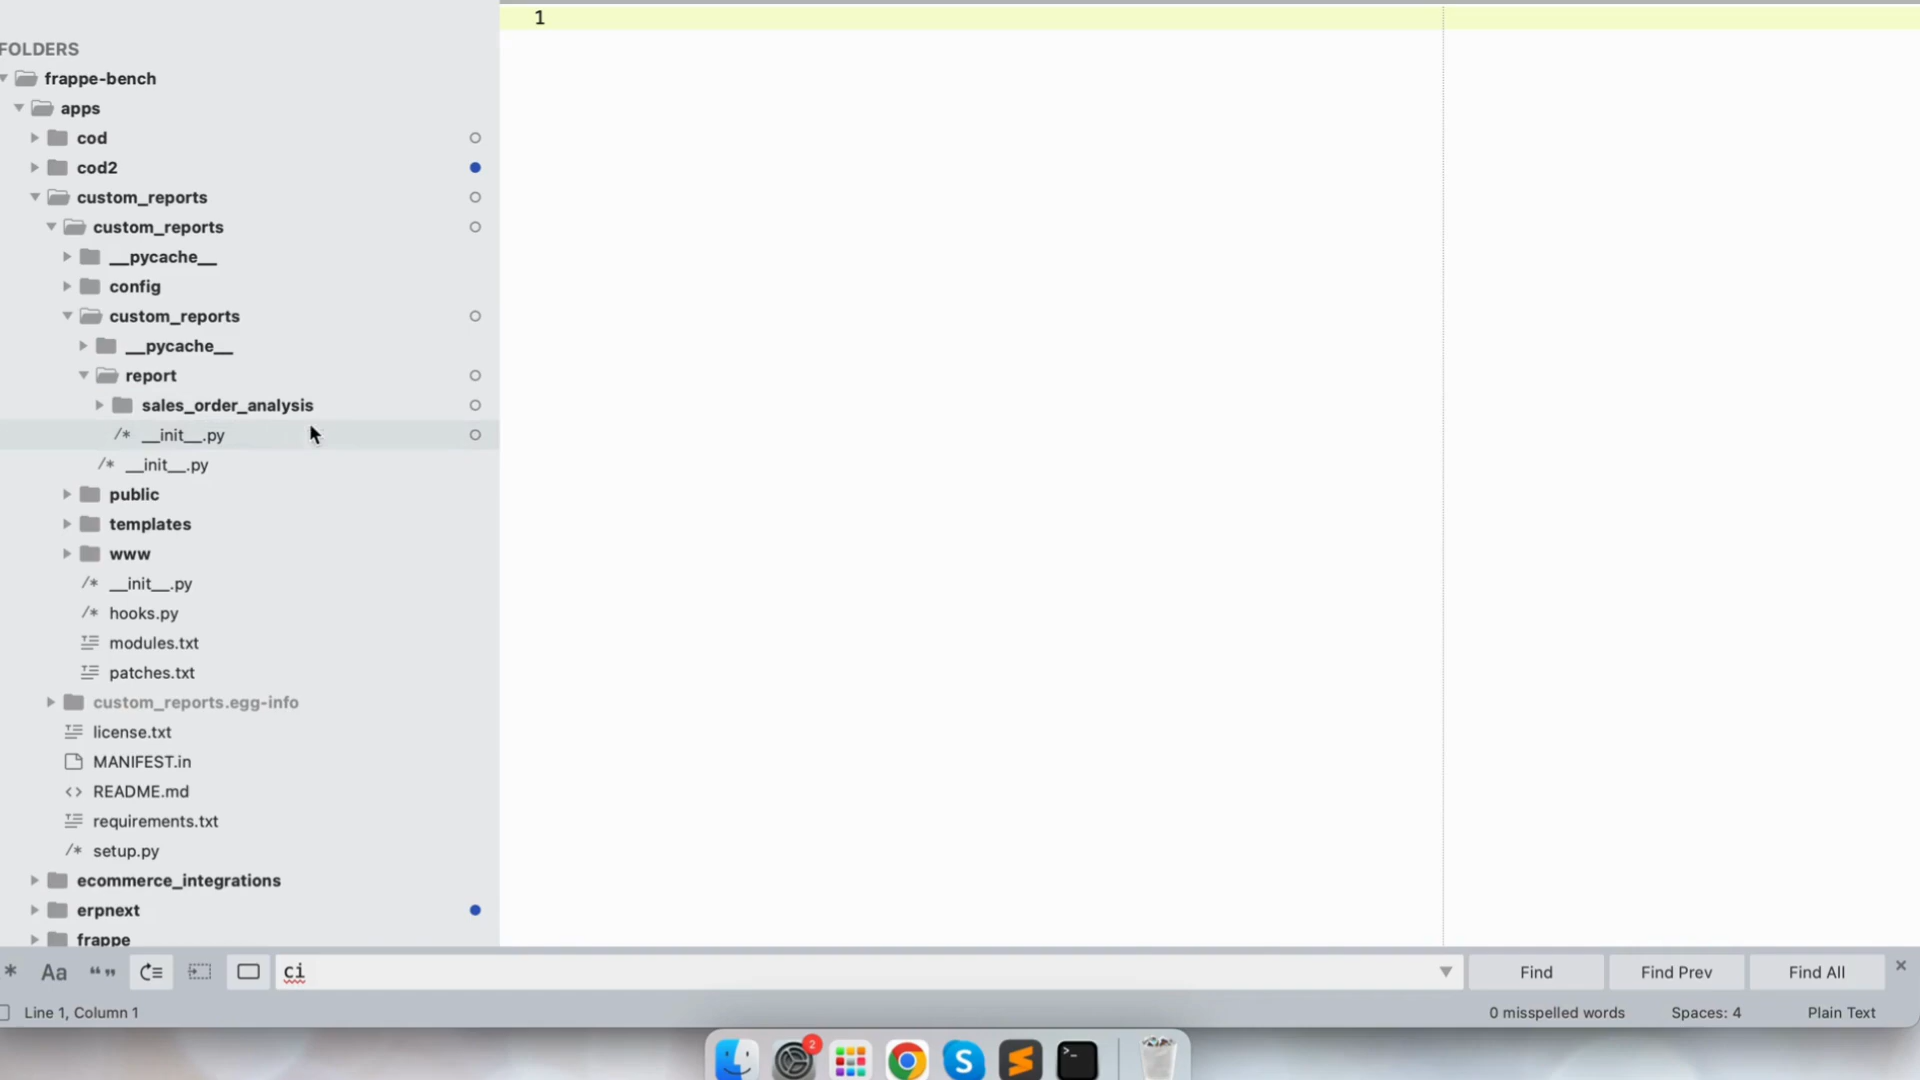 1
FOLDERS
frappe-bench
apps
cod
cod2
custom_reports
custom_reports
__pycache__
config
custom_reports
__pycache__
report
sales_order_analysis
/* __init__.py
/* __init__.py
public
templates
www
/* __init__.py
/* hooks.py
modules.txt
patches.txt
custom_reports.egg-info
license.txt
MANIFEST.in
<> README.md
requirements.txt
/* setup.py
ecommerce_integrations
erpnext
frappe
* Aa “” ci Find Find Prev Find All
Line 1, Column 1 0 misspelled words Spaces: 4 Plain Text
2
S
>-